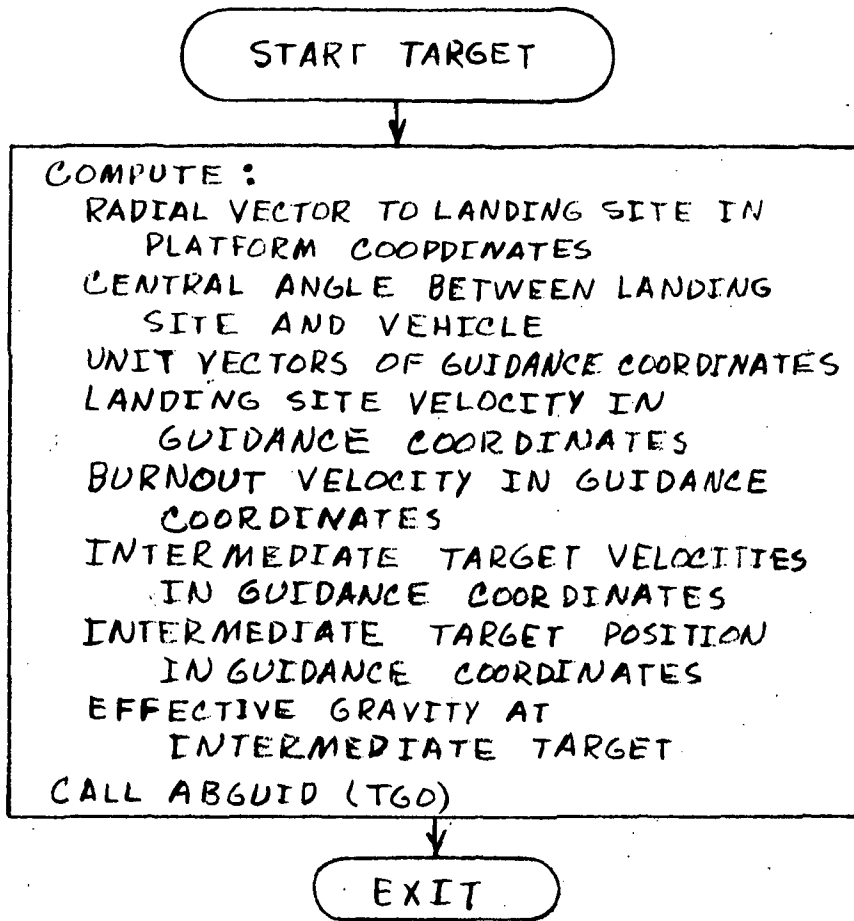 START TARGET
COMPUTE:
RADIAL VECTOR TO LANDING SITE IN
PLATFORM COOPDINATES
CENTRAL ANGLE BETWEEN LANDING
SITE AND VEHICLE
UNIT VECTORS OF GUIDANCE COORDINATES
LANDING SITE VELOCITY IN
GUIDANCE COORDINATES
BURNOUT VELOCITY IN GUIDANCE
COORDINATES
INTERMEDIATE TARGET VELOCITIES
IN GUIDANCE COORDINATES
INTERMEDIATE TARGET POSITION
IN GUIDANCE COORDINATES
EFFECTIVE GRAVITY AT
INTERMEDIATE TARGET
CALL ABGUID (TGO)
EXIT